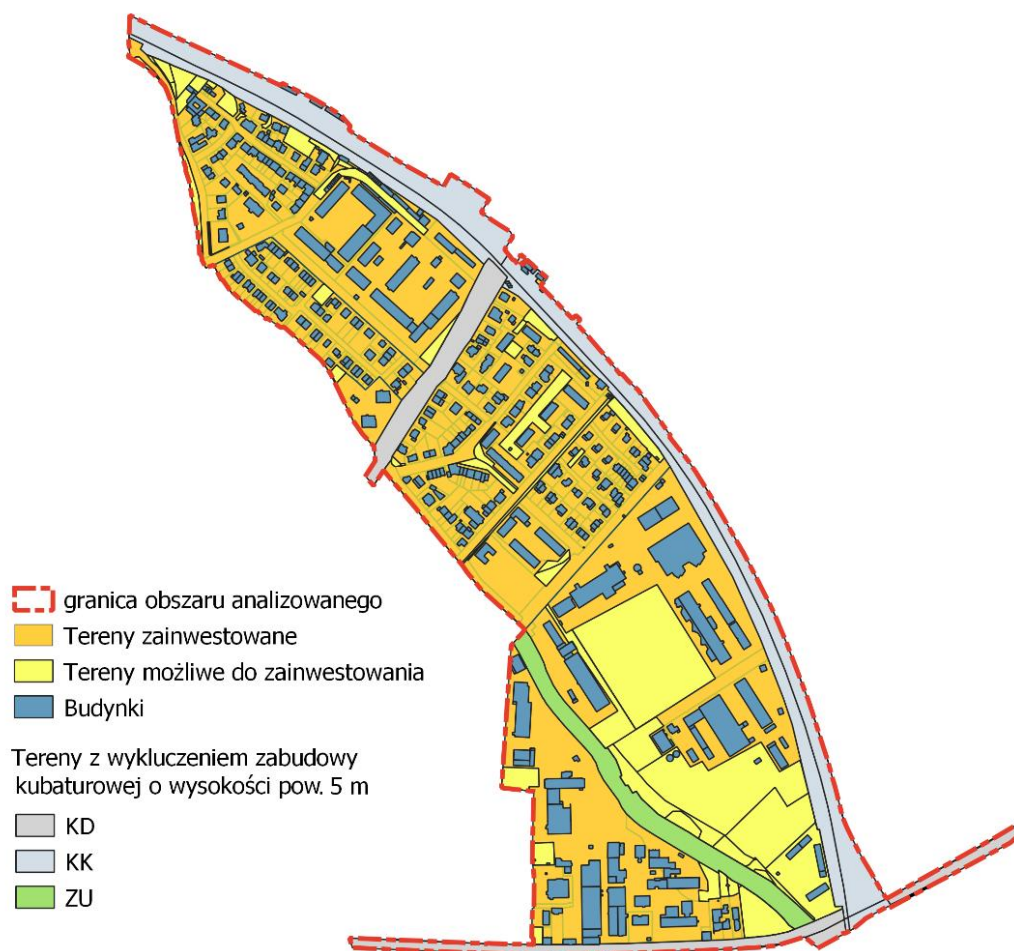 granica obszaru analizowanego
Tereny zainwestowane
Tereny możliwe do zainwestowania
Budynki
Tereny z wykluczeniem zabudowy
kubaturowej o wysokości pow. 5 m
KD
KK
ZU